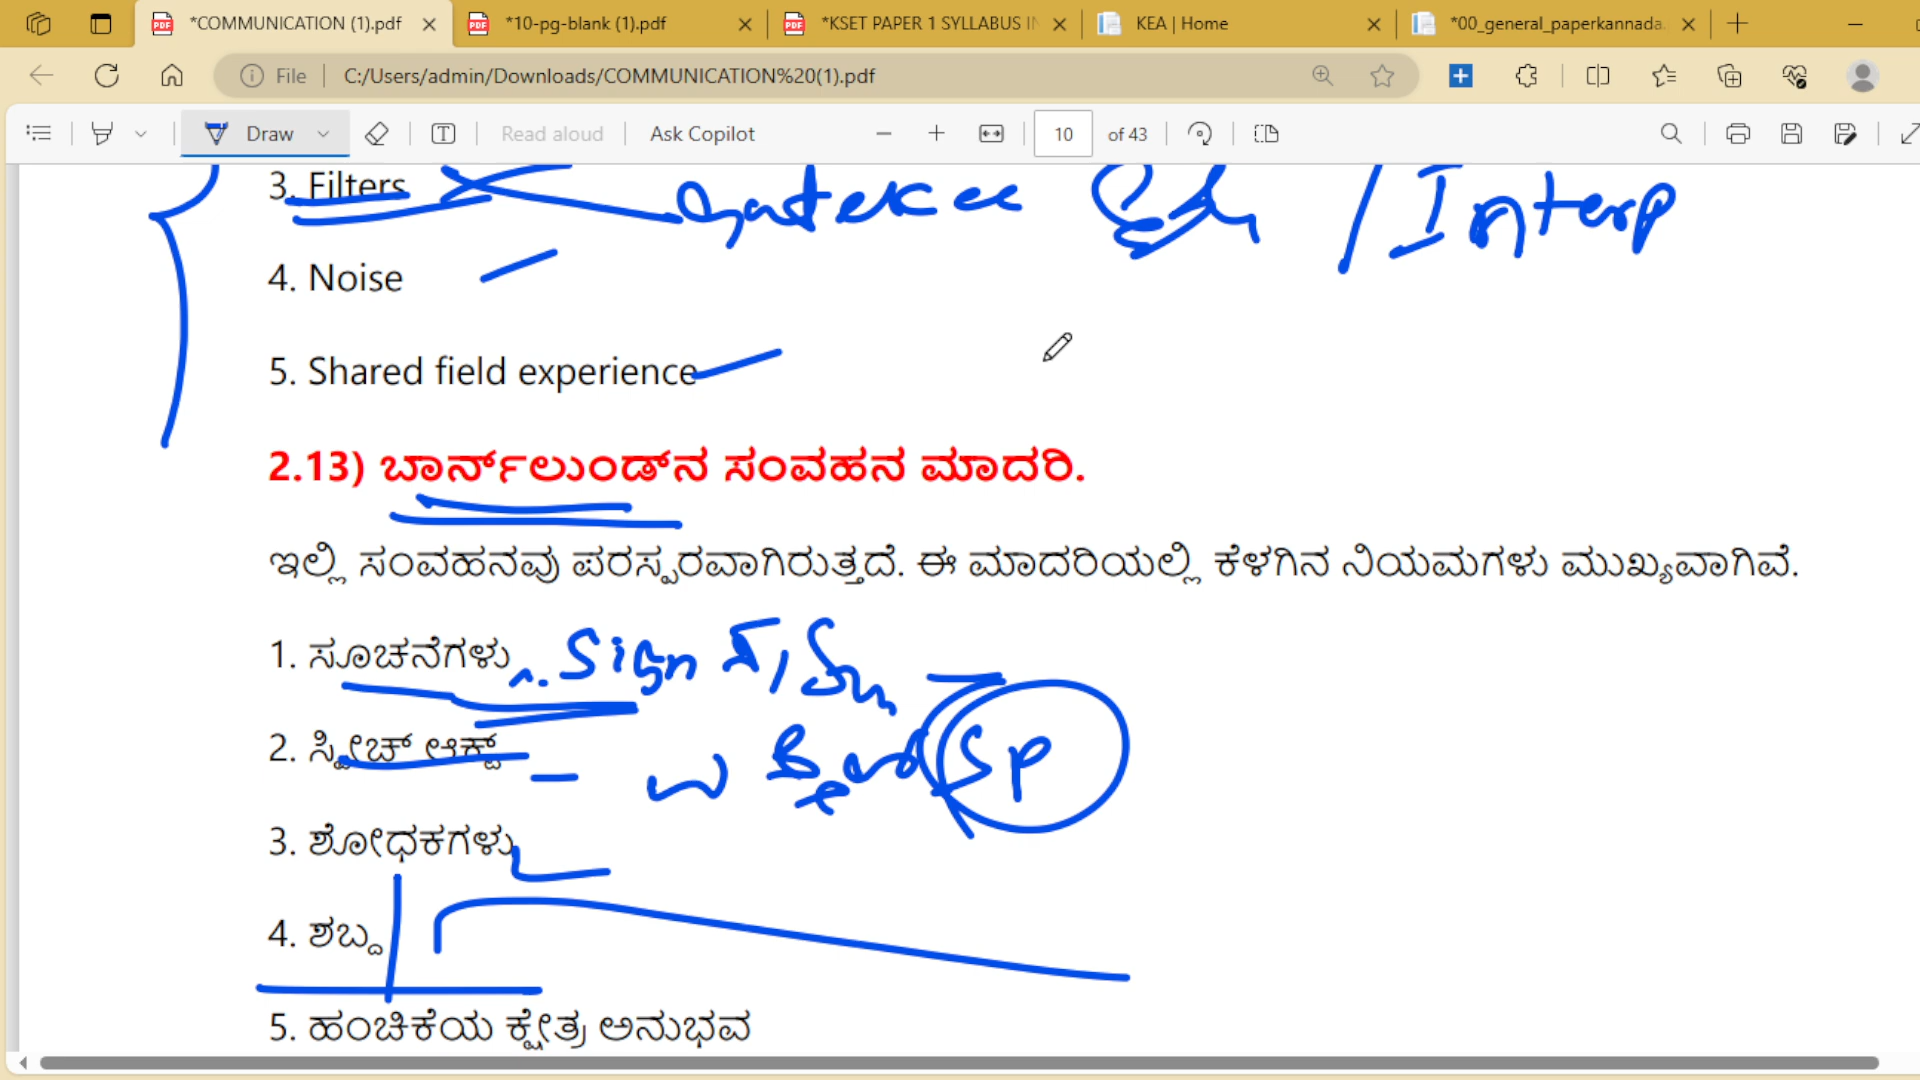 *COMMUNICATION (1).pdf
*10-pg-blank (1).pdf
*KSET PAPER 1 SYLLABUS IN
KEA | Home
*00_general_paperkannada.
File
C:/Users/admin/Downloads/COMMUNICATION%20(1).pdf
Draw
Read aloud
Ask Copilot
10
of 43
3. Filters
Gatekee / Interp
4. Noise
5. Shared field experience
2.13) ಬಾರ್ನ್‌ಲುಂಡ್‌ನ ಸಂವಹನ ಮಾದರಿ.
ಇಲ್ಲಿ ಸಂವಹನವು ಪರಸ್ಪರವಾಗಿರುತ್ತದೆ. ಈ ಮಾದರಿಯಲ್ಲಿ ಕೆಳಗಿನ ನಿಯಮಗಳು ಮುಖ್ಯವಾಗಿವೆ.
1. ಸೂಚನೆಗಳು Sign
2. ಸ್ಪೀಚ್ ಆಕ್ಟ್ SP
3. ಶೋಧಕಗಳು
4. ಶಬ್ದ
5. ಹಂಚಿಕೆಯ ಕ್ಷೇತ್ರ ಅನುಭವ